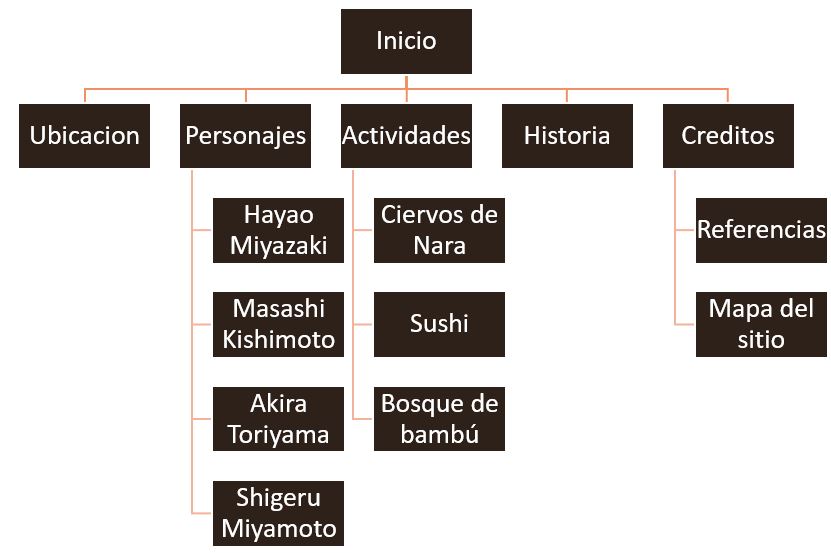 Inicio
Ubicacion
Personajes
Actividades
Historia
Creditos
Hayao
Miyazaki
Masashi
Kishimoto
Akira
Toriyama
Shigeru
Miyamoto
Ciervos de
Nara
Sushi
Bosque de
bambú
Referencias
Mapa del
sitio